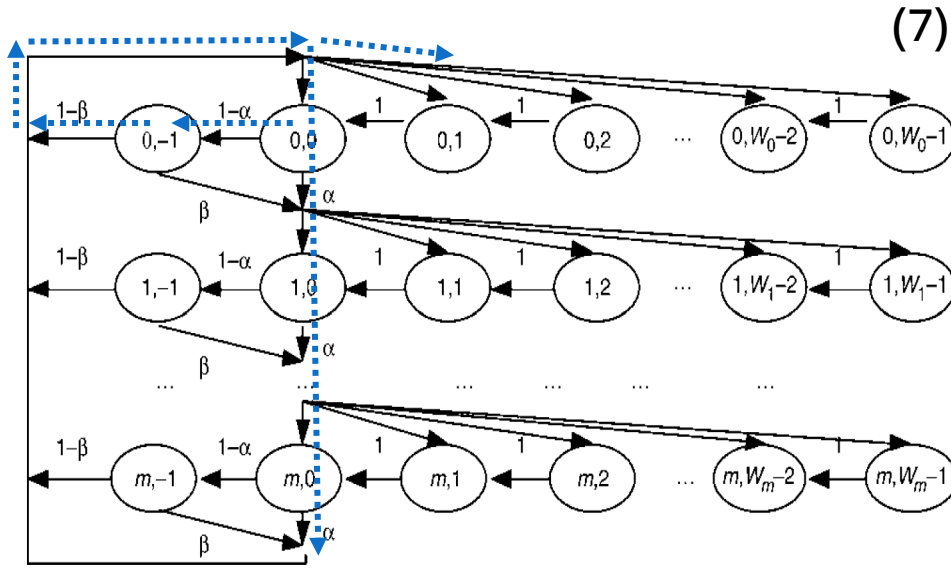 (7)
1−β 1−α 1 1 1
0,−1 0,0 0,1 0,2 ... 0,W₀−2 0,W₀−1
β α
1−β 1−α 1 1 1
1,−1 1,0 1,1 1,2 ... 1,W₁−2 1,W₁−1
β α
... ... ... ... ... ...
1−β 1−α 1 1 1
m,−1 m,0 m,1 m,2 ... m,Wₘ−2 m,Wₘ−1
β α